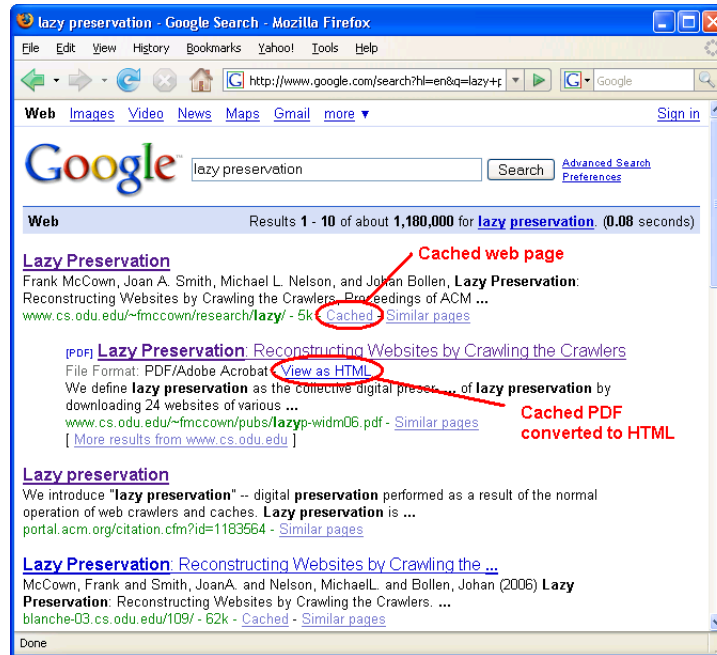 lazy preservation - Google Search - Mozilla Firefox
File Edit View History Bookmarks Yahoo! Tools Help
G http://www.google.com/search?hl=en&q=lazy+p G Google
Web Images Video News Maps Gmail more ▼ Sign in
Google™ lazy preservation Search Advanced Search
Preferences
Web Results 1 - 10 of about 1,180,000 for lazy preservation. (0.08 seconds)
Cached web page
Lazy Preservation
Frank McCown, Joan A. Smith, Michael L. Nelson, and Johan Bollen, Lazy Preservation:
Reconstructing Websites by Crawling the Crawlers, Proceedings of ACM ...
www.cs.odu.edu/~fmccown/research/lazy/ - 5k - Cached - Similar pages
[PDF] Lazy Preservation: Reconstructing Websites by Crawling the Crawlers
File Format: PDF/Adobe Acrobat - View as HTML
We define lazy preservation as the collective digital preser- ... of lazy preservation by
downloading 24 websites of various ...
www.cs.odu.edu/~fmccown/pubs/lazyp-widm06.pdf - Similar pages
[ More results from www.cs.odu.edu ]
Cached PDF
converted to HTML
Lazy preservation
We introduce "lazy preservation" -- digital preservation performed as a result of the normal
operation of web crawlers and caches. Lazy preservation is ...
portal.acm.org/citation.cfm?id=1183564 - Similar pages
Lazy Preservation: Reconstructing Websites by Crawling the ...
McCown, Frank and Smith, JoanA. and Nelson, MichaelL. and Bollen, Johan (2006) Lazy
Preservation: Reconstructing Websites by Crawling the Crawlers. ...
blanche-03.cs.odu.edu/109/ - 62k - Cached - Similar pages
Done